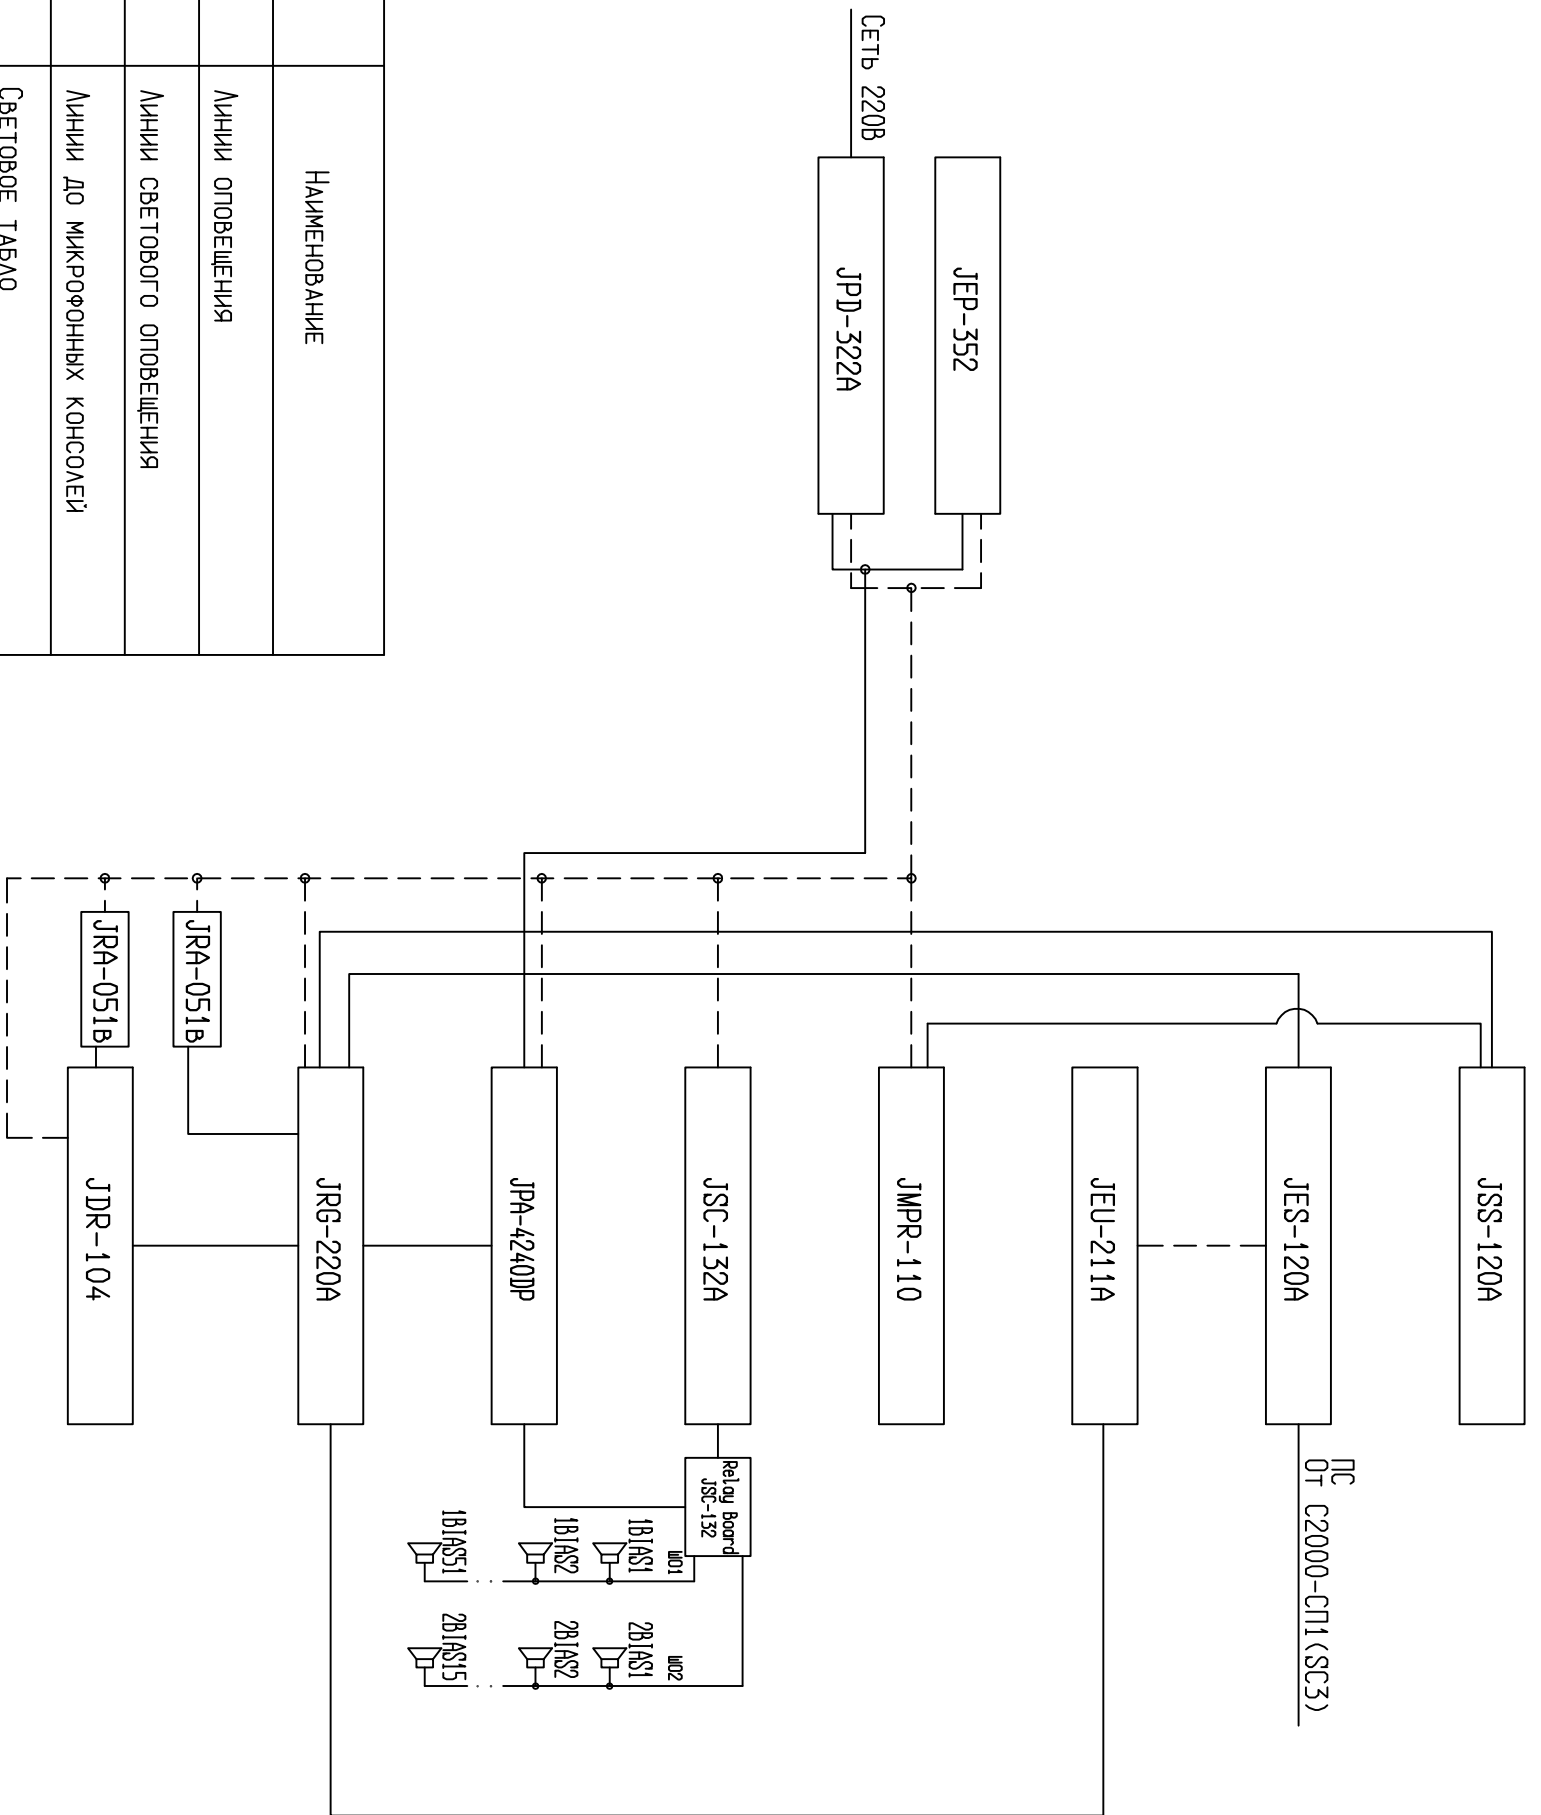 ПС
От С2000-СП1(SC3)
JSS-120A
JES-120A
JEU-211A
JMPR-110
JSC-132A
Relay Board
JSC-132
W01
W02
JPA-4240DP
1BIAS1
1BIAS2
1BIAS51
2BIAS1
2BIAS2
2BIAS15
JRG-220A
JDR-104
JRA-051в
JRA-051в
JEP-352
Сеть 220В
JPD-322A
Наименование
Линии оповещения
Линии светового оповещения
Линии до микрофонных консолей
Световое табло